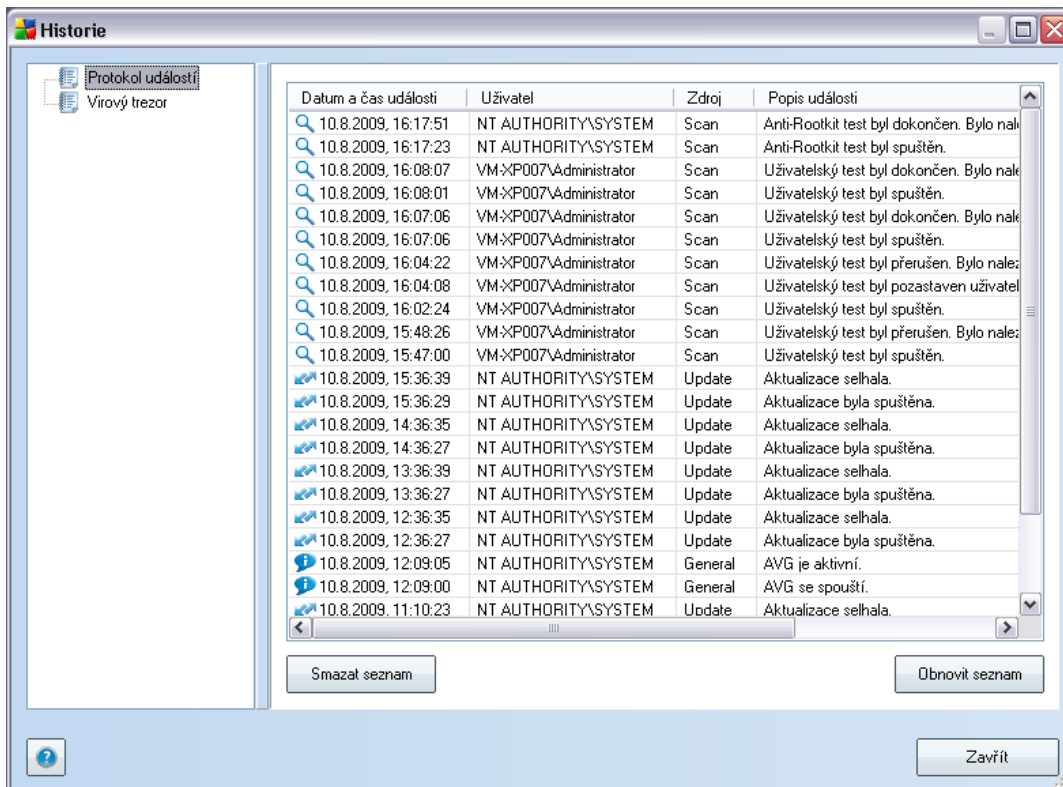 Historie
Protokol událostí
Virový trezor
Datum a čas události Uživatel Zdroj Popis události
10.8.2009, 16:17:51 NT AUTHORITY\SYSTEM Scan Anti-Rootkit test byl dokončen. Bylo nal
10.8.2009, 16:17:23 NT AUTHORITY\SYSTEM Scan Anti-Rootkit test byl spuštěn.
10.8.2009, 16:08:07 VM-XP007\Administrator Scan Uživatelský test byl dokončen. Bylo nale
10.8.2009, 16:08:01 VM-XP007\Administrator Scan Uživatelský test byl spuštěn.
10.8.2009, 16:07:06 VM-XP007\Administrator Scan Uživatelský test byl dokončen. Bylo nale
10.8.2009, 16:07:06 VM-XP007\Administrator Scan Uživatelský test byl spuštěn.
10.8.2009, 16:04:22 VM-XP007\Administrator Scan Uživatelský test byl přerušen. Bylo nalez
10.8.2009, 16:04:08 VM-XP007\Administrator Scan Uživatelský test byl pozastaven uživatel
10.8.2009, 16:02:24 VM-XP007\Administrator Scan Uživatelský test byl spuštěn.
10.8.2009, 15:48:26 VM-XP007\Administrator Scan Uživatelský test byl přerušen. Bylo nalez
10.8.2009, 15:47:00 VM-XP007\Administrator Scan Uživatelský test byl spuštěn.
10.8.2009, 15:36:39 NT AUTHORITY\SYSTEM Update Aktualizace selhala.
10.8.2009, 15:36:29 NT AUTHORITY\SYSTEM Update Aktualizace byla spuštěna.
10.8.2009, 14:36:35 NT AUTHORITY\SYSTEM Update Aktualizace selhala.
10.8.2009, 14:36:27 NT AUTHORITY\SYSTEM Update Aktualizace byla spuštěna.
10.8.2009, 13:36:39 NT AUTHORITY\SYSTEM Update Aktualizace selhala.
10.8.2009, 13:36:27 NT AUTHORITY\SYSTEM Update Aktualizace byla spuštěna.
10.8.2009, 12:36:35 NT AUTHORITY\SYSTEM Update Aktualizace selhala.
10.8.2009, 12:36:27 NT AUTHORITY\SYSTEM Update Aktualizace byla spuštěna.
10.8.2009, 12:09:05 NT AUTHORITY\SYSTEM General AVG je aktivní.
10.8.2009, 12:09:00 NT AUTHORITY\SYSTEM General AVG se spouští.
10.8.2009, 11:10:23 NT AUTHORITY\SYSTEM Update Aktualizace selhala.
Smazat seznam Obnovit seznam
Zavřít